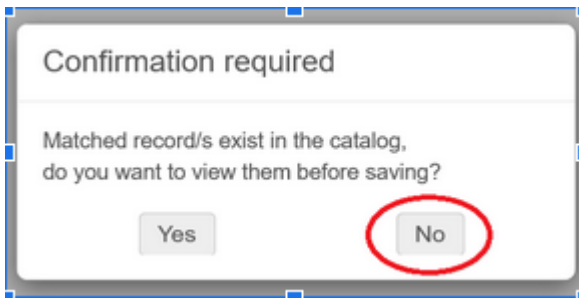 Confirmation required
Matched record/s exist in the catalog,
do you want to view them before saving?
Yes No